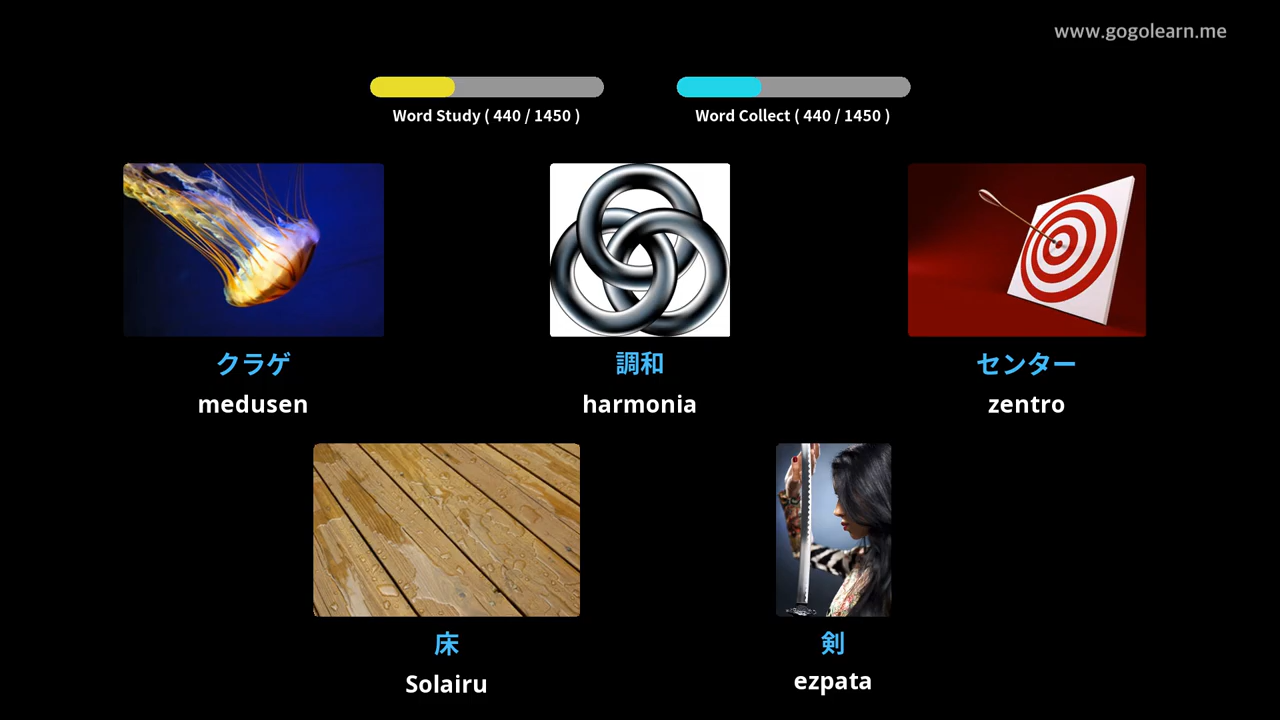 www.gogolearn.me
Word Study ( 440 / 1450 )
Word Collect ( 440 / 1450 )
クラゲ
medusen
調和
harmonia
センター
zentro
床
Solairu
剣
ezpata